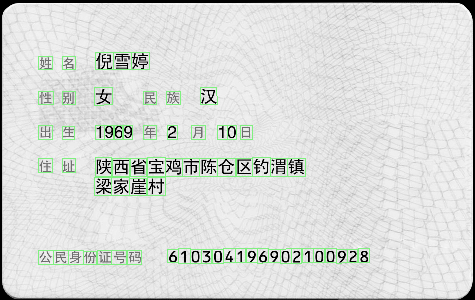 姓名 倪雪婷
性别 女 民族 汉
出生 1969 年 2 月 10 日
住址 陕西省宝鸡市陈仓区钓渭镇
梁家崖村
公民身份证号码 610304196902100928